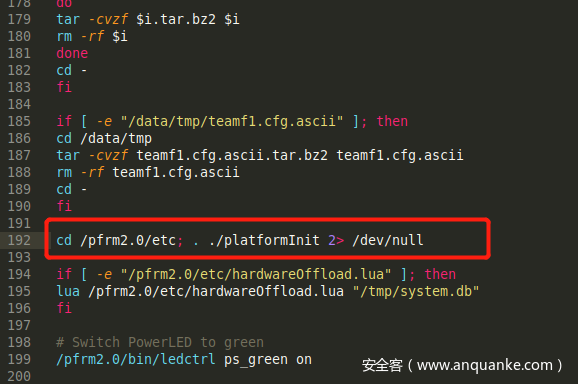 178 do
179 tar -cvzf $i.tar.bz2 $i
180 rm -rf $i
181 done
182 cd -
183 fi
184
185 if [ -e "/data/tmp/teamf1.cfg.ascii" ]; then
186 cd /data/tmp
187 tar -cvzf teamf1.cfg.ascii.tar.bz2 teamf1.cfg.ascii
188 rm -rf teamf1.cfg.ascii
189 cd -
190 fi
191
192 cd /pfrm2.0/etc; . ./platformInit 2> /dev/null
193
194 if [ -e "/pfrm2.0/etc/hardwareOffload.lua" ]; then
195 lua /pfrm2.0/etc/hardwareOffload.lua "/tmp/system.db"
196 fi
197
198 # Switch PowerLED to green
199 /pfrm2.0/bin/ledctrl ps_green on
200
安全客（www.anquanke.com）